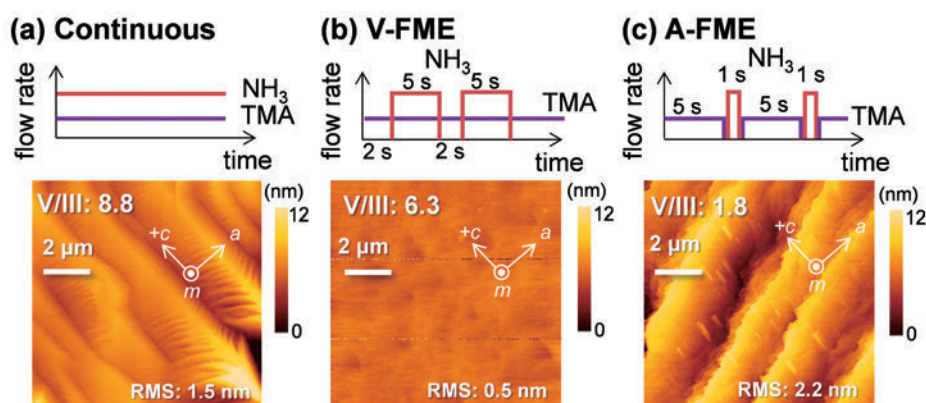 (a) Continuous
flow rate
NH₃
TMA
time
V/III: 8.8
2 μm
+c
a
m
RMS: 1.5 nm
(nm)
12
0
(b) V-FME
flow rate
NH₃
5 s 5 s
TMA
2 s 2 s
time
V/III: 6.3
2 μm
+c
a
m
RMS: 0.5 nm
(nm)
12
0
(c) A-FME
flow rate
NH₃
1 s 1 s
5 s 5 s
TMA
time
V/III: 1.8
2 μm
+c
a
m
RMS: 2.2 nm
(nm)
12
0